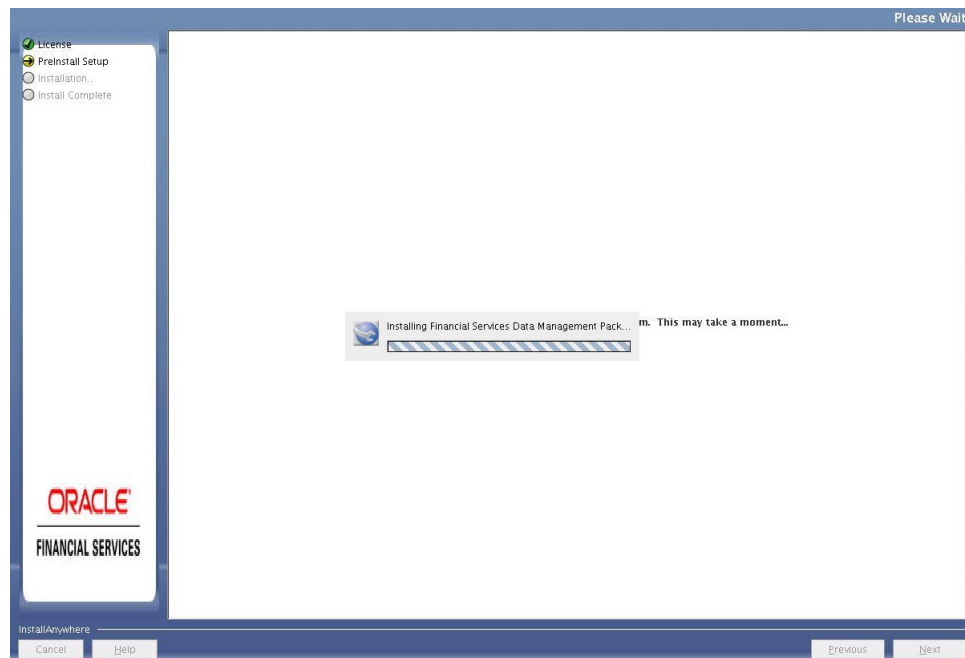 Please Wait
License
PreInstall Setup
Installation..
Install Complete
Installing Financial Services Data Management Pack...
m. This may take a moment...
ORACLE'
FINANCIAL SERVICES
InstallAnywhere
Cancel
Help
Previous
Next